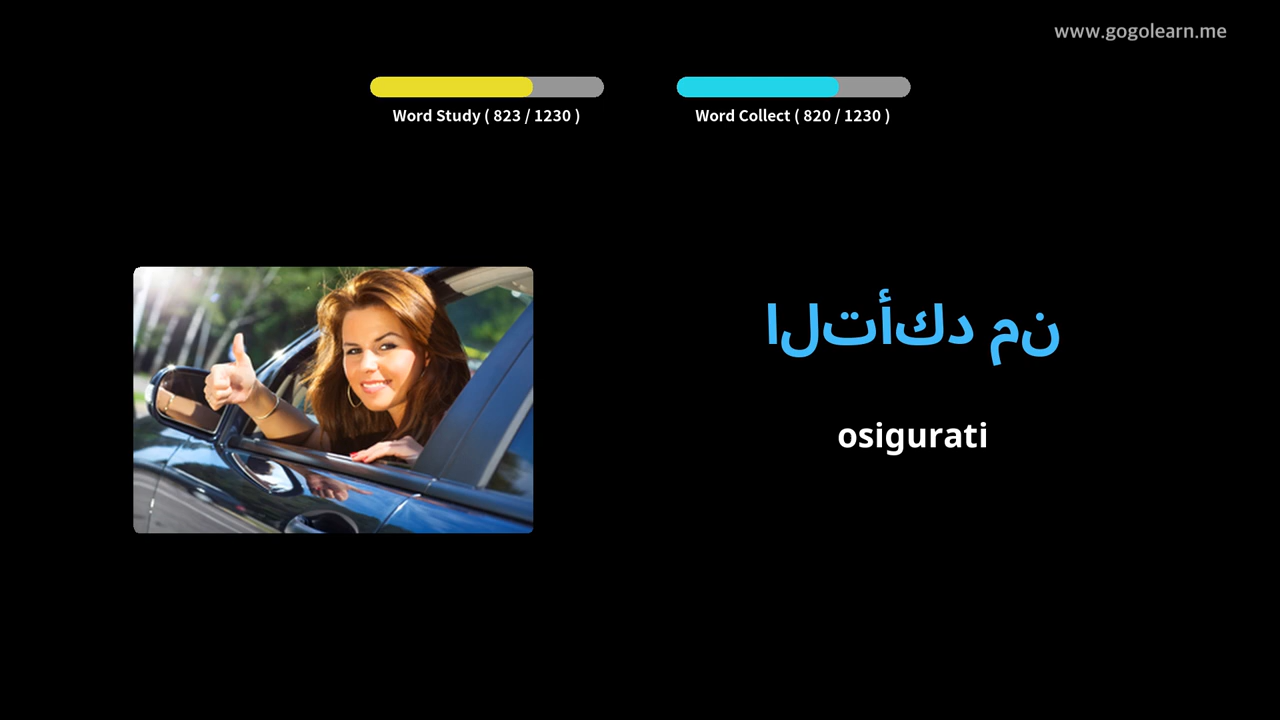 www.gogolearn.me
Word Study ( 823 / 1230 )
Word Collect ( 820 / 1230 )
التأكد من
osigurati